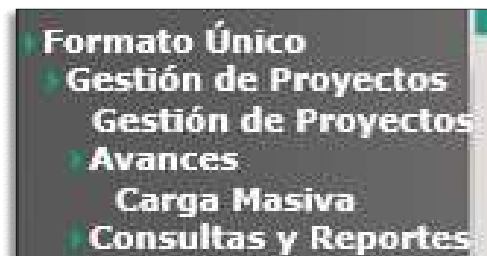 Formato Único
Gestión de Proyectos
Gestión de Proyectos
Avances
Carga Masiva
Consultas y Reportes